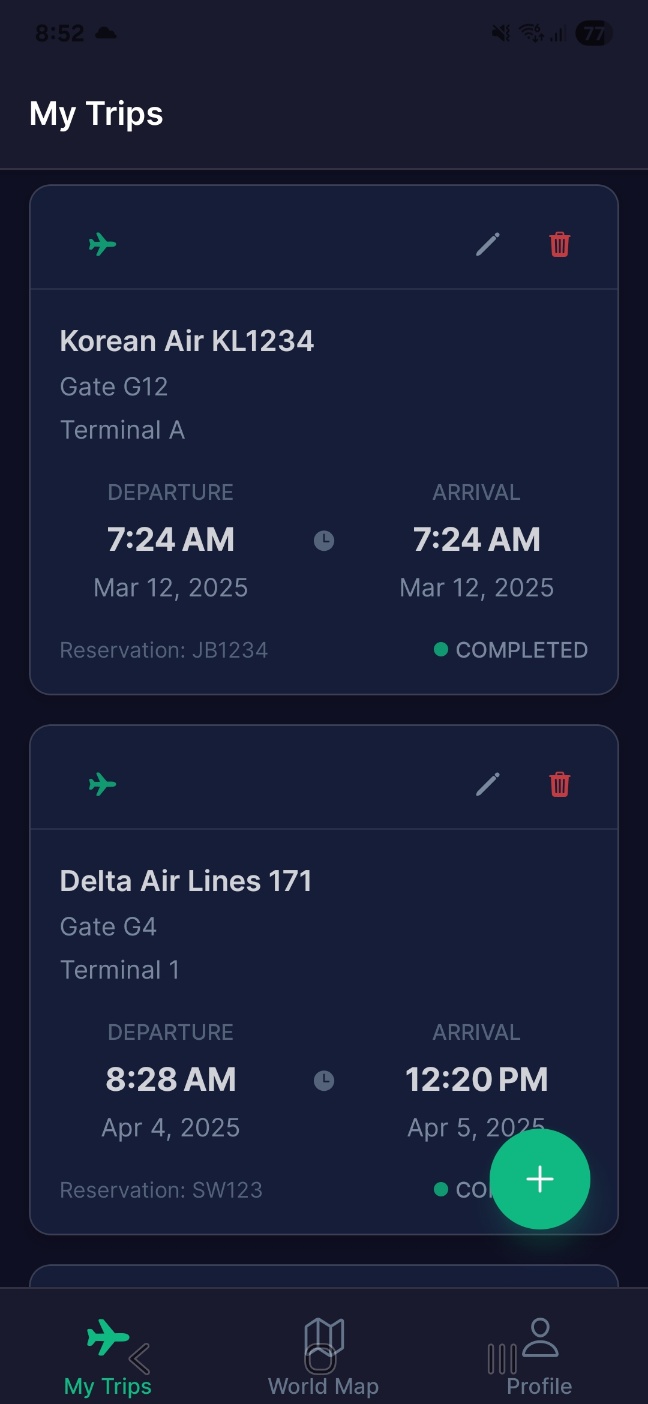 8:52
77
My Trips
Korean Air KL1234
Gate G12
Terminal A
DEPARTURE
ARRIVAL
7:24 AM
7:24 AM
Mar 12, 2025
Mar 12, 2025
Reservation: JB1234
COMPLETED
Delta Air Lines 171
Gate G4
Terminal 1
DEPARTURE
ARRIVAL
8:28 AM
12:20 PM
Apr 4, 2025
Apr 5, 2025
Reservation: SW123
My Trips
World Map
Profile